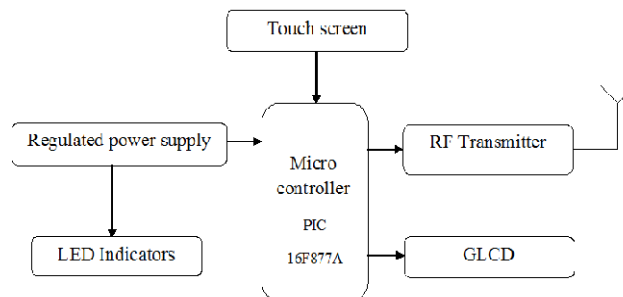 Touch screen
Regulated power supply
Micro
controller
PIC
16F877A
RF Transmitter
LED Indicators
GLCD